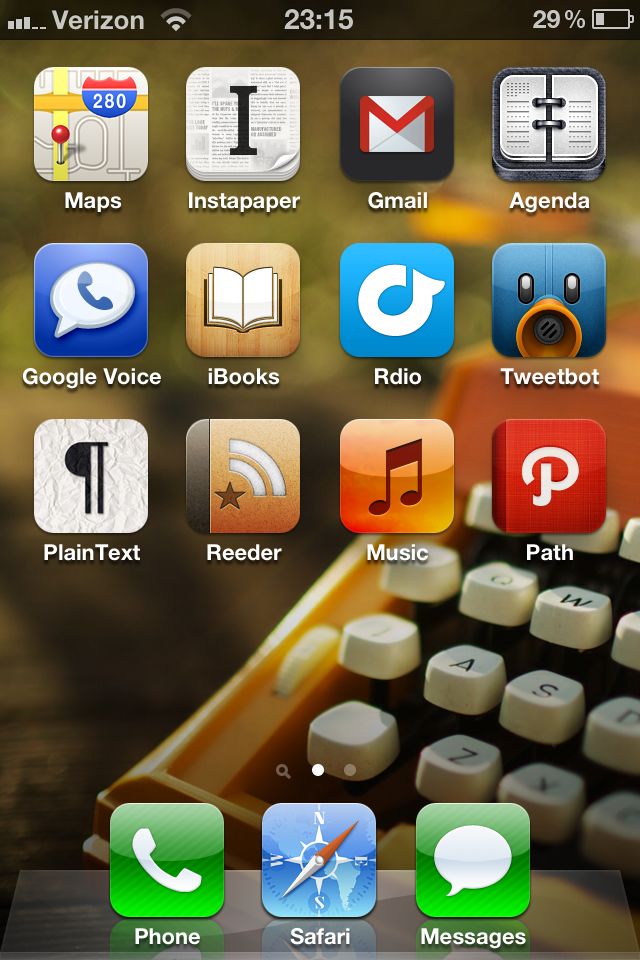 Verizon 23:15 29 %
280
Maps Instapaper Gmail Agenda
Google Voice iBooks Rdio Tweetbot
PlainText Reeder Music Path
Q W
A S D
Z
N
W E
S
Phone Safari Messages